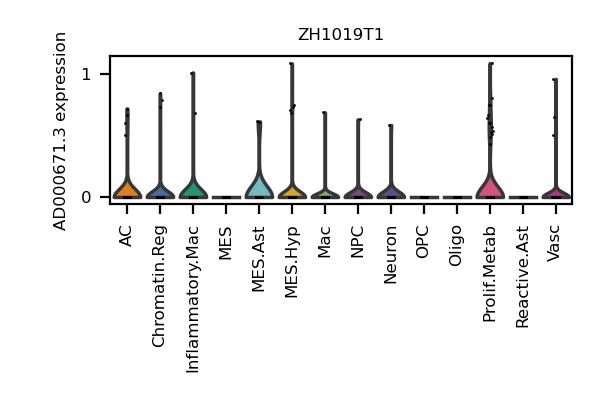 ZH1019T1
AD000671.3 expression
1
0
AC
Chromatin.Reg
Inflammatory.Mac
MES
MES.Ast
MES.Hyp
Mac
NPC
Neuron
OPC
Oligo
Prolif.Metab
Reactive.Ast
Vasc